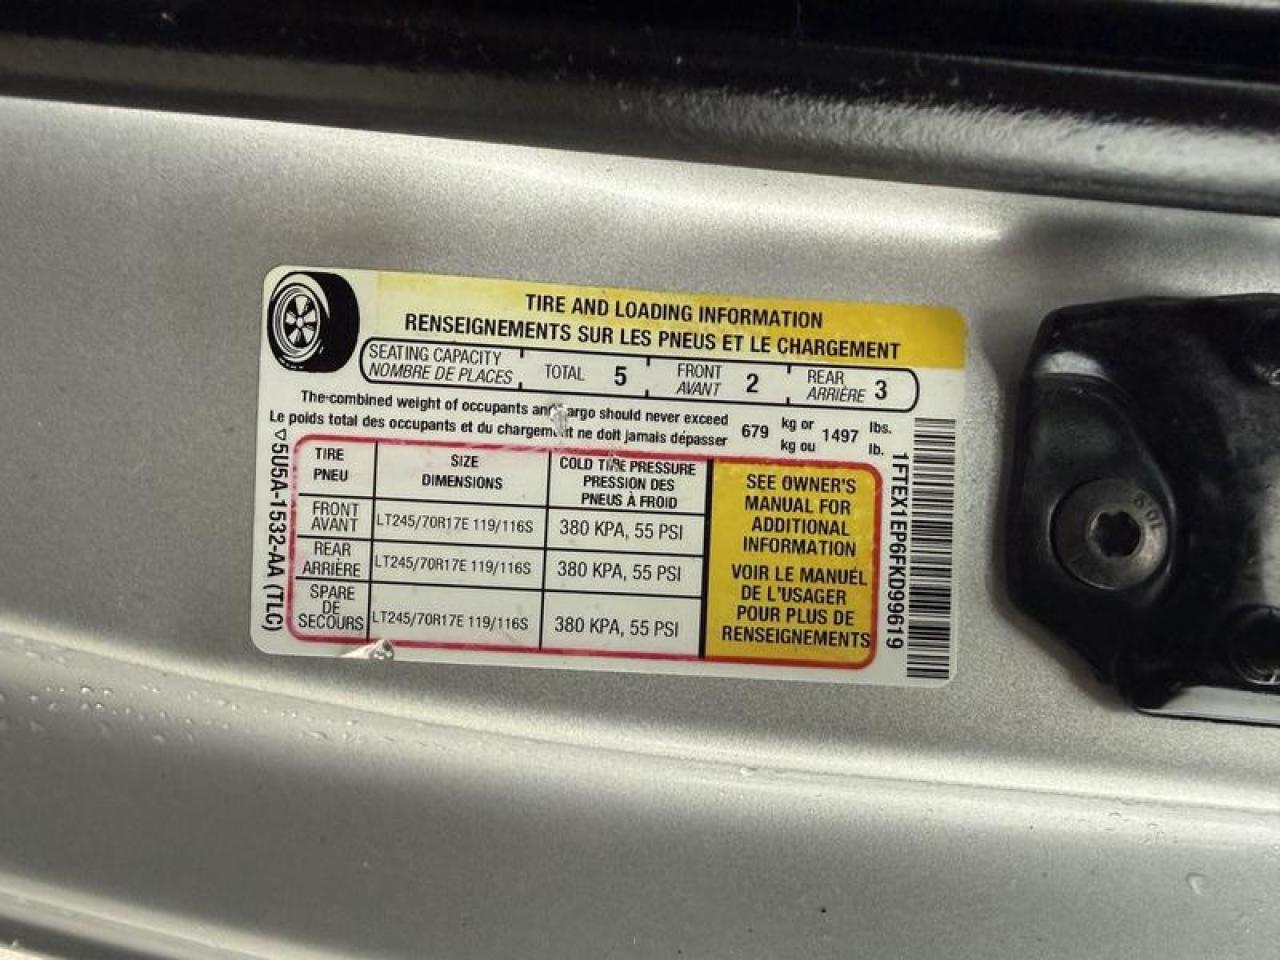 TIRE AND LOADING INFORMATION
RENSEIGNEMENTS SUR LES PNEUS ET LE CHARGEMENT
SEATING CAPACITY
NOMBRE DE PLACES
TOTAL 5
FRONT
AVANT 2
REAR
ARRIÈRE 3
The combined weight of occupants and cargo should never exceed
Le poids total des occupants et du chargement ne doit jamais dépasser
679 kg or 1497 lbs.
kg ou lb.
5U5A-1532-AA (TLC)
TIRE
PNEU
SIZE
DIMENSIONS
COLD TIRE PRESSURE
PRESSION DES
PNEUS À FROID
FRONT
AVANT
LT245/70R17E 119/116S
380 KPA, 55 PSI
REAR
ARRIÈRE
LT245/70R17E 119/116S
380 KPA, 55 PSI
SPARE
DE
SECOURS
LT245/70R17E 119/116S
380 KPA, 55 PSI
SEE OWNER'S
MANUAL FOR
ADDITIONAL
INFORMATION
VOIR LE MANUEL
DE L'USAGER
POUR PLUS DE
RENSEIGNEMENTS
1FTEX1EP6FKD99619